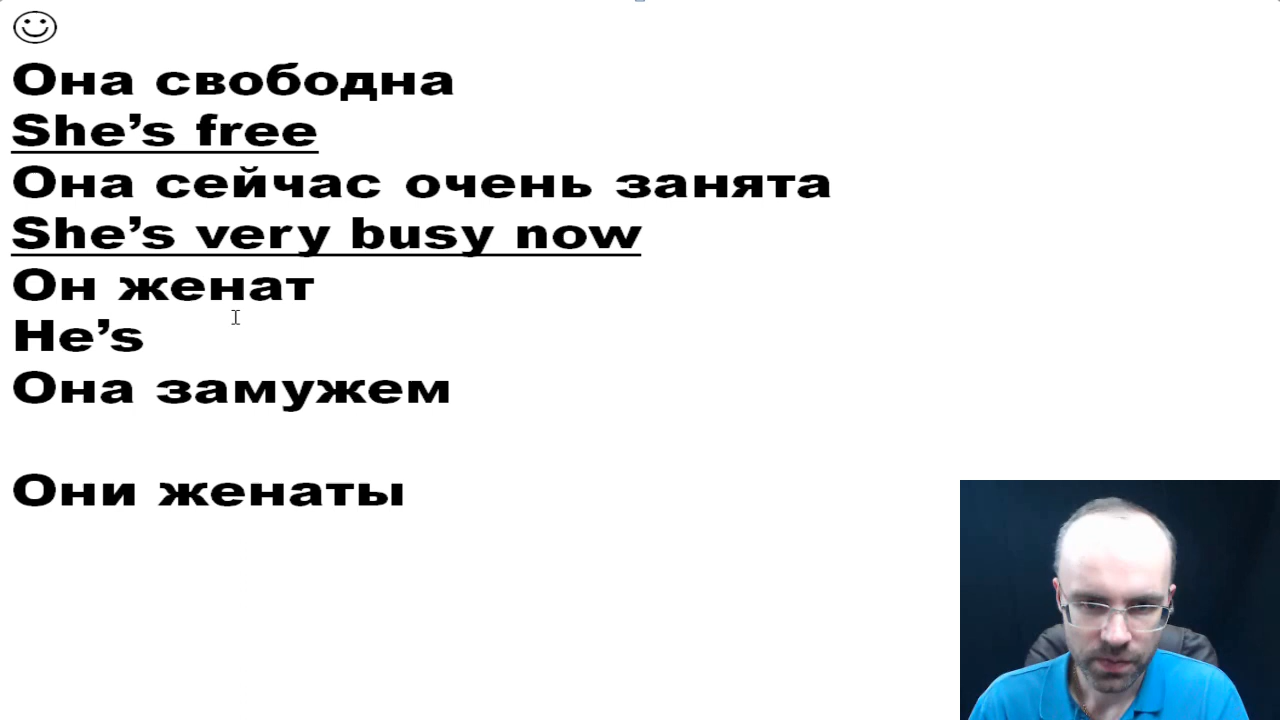 Она свободна
She’s free
Она сейчас очень занята
She’s very busy now
Он женат
He’s
Она замужем
Они женаты